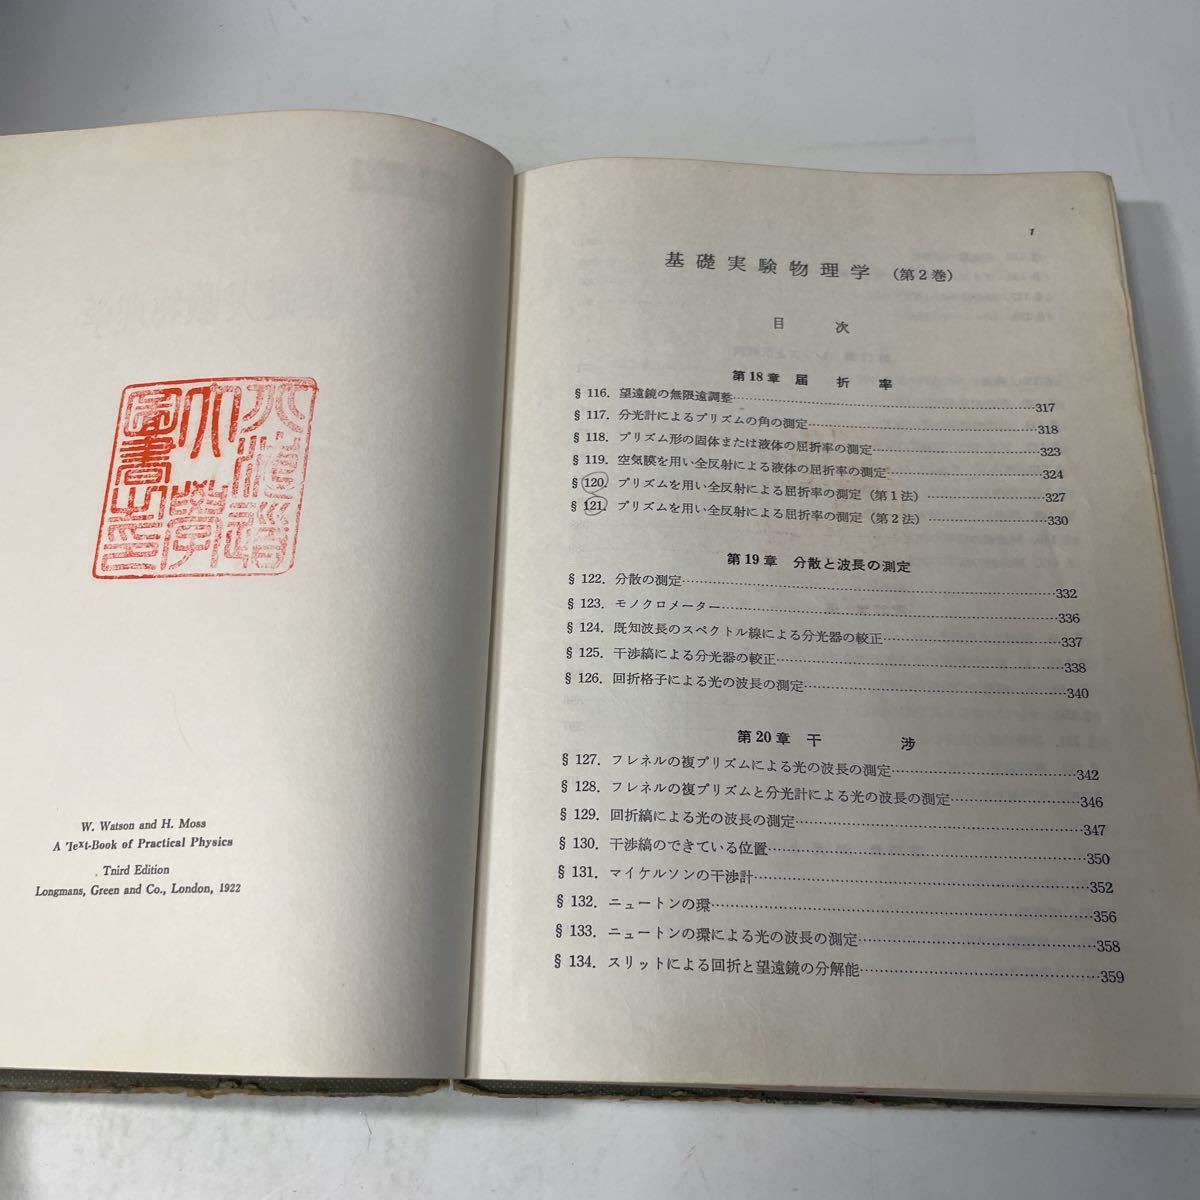 W. Watson and H. Moss
A Text-Book of Practical Physics
Tnird Edition
Longmans, Green and Co., London, 1922
1
基礎実験物理学（第2巻）
目 次
第18章 屈 折 率
§ 116. 望遠鏡の無限遠調整……317
§ 117. 分光計によるプリズムの角の測定……318
§ 118. プリズム形の固体または液体の屈折率の測定……323
§ 119. 空気膜を用い全反射による液体の屈折率の測定……324
§ 120. プリズムを用い全反射による屈折率の測定（第1法）……327
§ 121. プリズムを用い全反射による屈折率の測定（第2法）……330
第19章 分散と波長の測定
§ 122. 分散の測定……332
§ 123. モノクロメーター……336
§ 124. 既知波長のスペクトル線による分光器の較正……337
§ 125. 干渉縞による分光器の較正……338
§ 126. 回折格子による光の波長の測定……340
第20章 干 渉
§ 127. フレネルの複プリズムによる光の波長の測定……342
§ 128. フレネルの複プリズムと分光計による光の波長の測定……346
§ 129. 回折縞による光の波長の測定……347
§ 130. 干渉縞のできている位置……350
§ 131. マイケルソンの干渉計……352
§ 132. ニュートンの環……356
§ 133. ニュートンの環による光の波長の測定……358
§ 134. スリットによる回折と望遠鏡の分解能……359